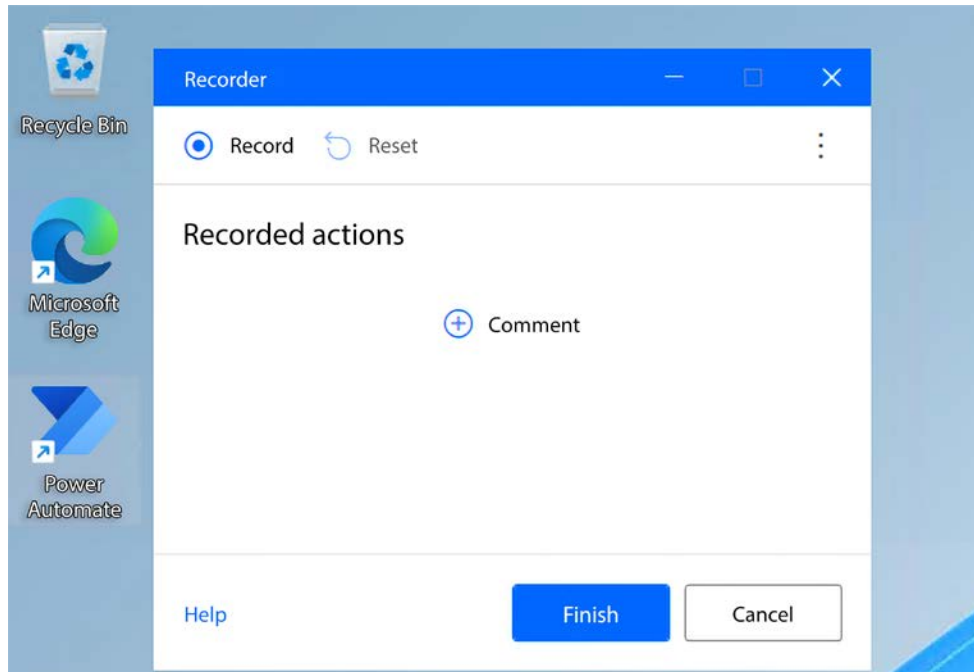 Recycle Bin
Microsoft
Edge
Power
Automate
Recorder
Record
Reset
Recorded actions
Comment
Help
Finish
Cancel